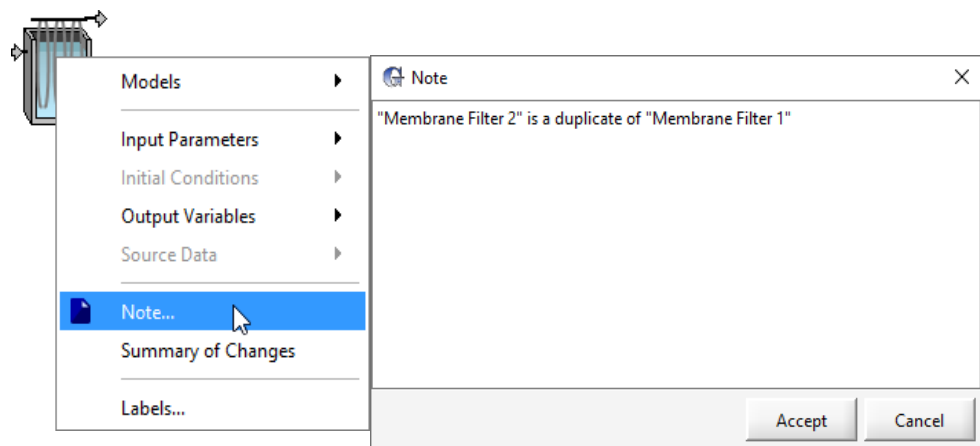 Models
Input Parameters
Initial Conditions
Output Variables
Source Data
Note...
Summary of Changes
Labels...
Note
"Membrane Filter 2" is a duplicate of "Membrane Filter 1"
Accept
Cancel